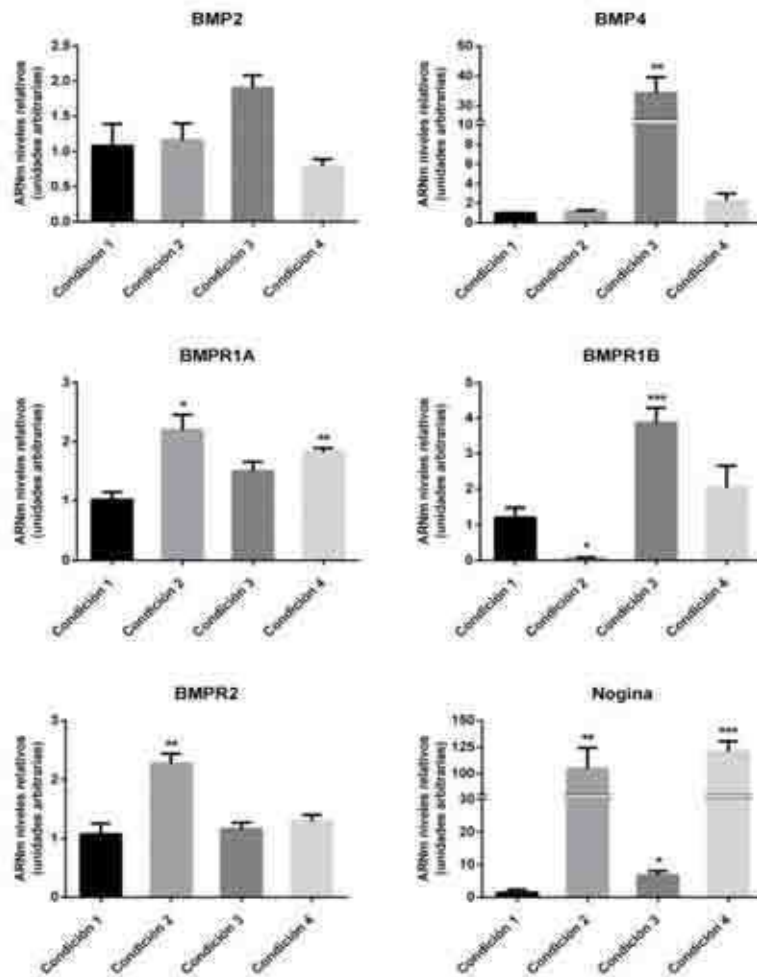 BMP2
ARNm niveles relativos
(unidades arbitrarias)
2.5
2.0
1.5
1.0
0.5
0.0
Condición 1
Condición 2
Condición 3
Condición 4
BMP4
ARNm niveles relativos
(unidades arbitrarias)
50
40
30
10
8
6
4
2
0
**
Condición 1
Condición 2
Condición 3
Condición 4
BMPR1A
ARNm niveles relativos
(unidades arbitrarias)
3
2
1
0
*
**
Condición 1
Condición 2
Condición 3
Condición 4
BMPR1B
ARNm niveles relativos
(unidades arbitrarias)
5
4
3
2
1
0
*
***
Condición 1
Condición 2
Condición 3
Condición 4
BMPR2
ARNm niveles relativos
(unidades arbitrarias)
3
2
1
0
**
Condición 1
Condición 2
Condición 3
Condición 4
Nogina
ARNm niveles relativos
(unidades arbitrarias)
150
125
100
30
20
10
0
**
*
***
Condición 1
Condición 2
Condición 3
Condición 4